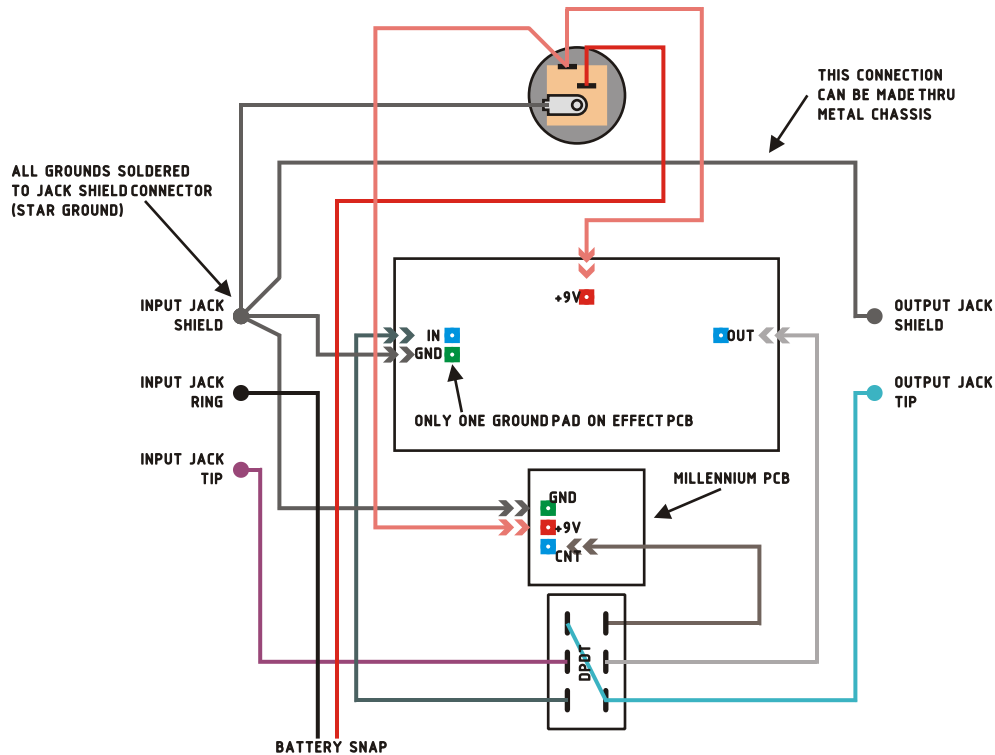 THIS CONNECTION
CAN BE MADE THRU
METAL CHASSIS
ALL GROUNDS SOLDERED
TO JACK SHIELD CONNECTOR
(STAR GROUND)
+9V
INPUT JACK
SHIELD
OUTPUT JACK
SHIELD
IN
OUT
GND
INPUT JACK
RING
OUTPUT JACK
TIP
ONLY ONE GROUND PAD ON EFFECT PCB
INPUT JACK
TIP
MILLENNIUM PCB
GND
+9V
CNT
DPDT
BATTERY SNAP